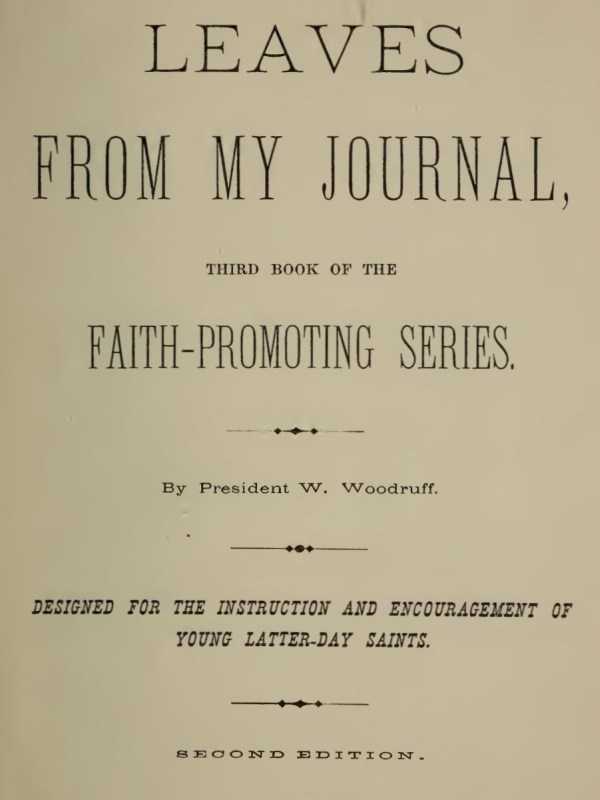 LEAVES
FROM MY JOURNAL,
THIRD BOOK OF THE
FAITH-PROMOTING SERIES.
By President W. Woodruff.
DESIGNED FOR THE INSTRUCTION AND ENCOURAGEMENT OF
YOUNG LATTER-DAY SAINTS.
SECOND EDITION.